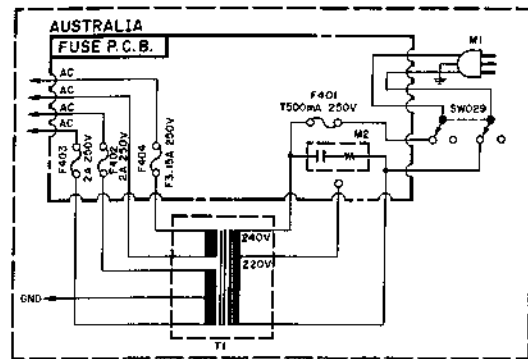 AUSTRALIA
FUSE P.C.B.
AC
AC
AC
AC
F403
2A 250V
F402
2A 250V
F404
F3.15A 250V
F401
T500mA 250V
M2
M1
SW029
240V
220V
GND
T1